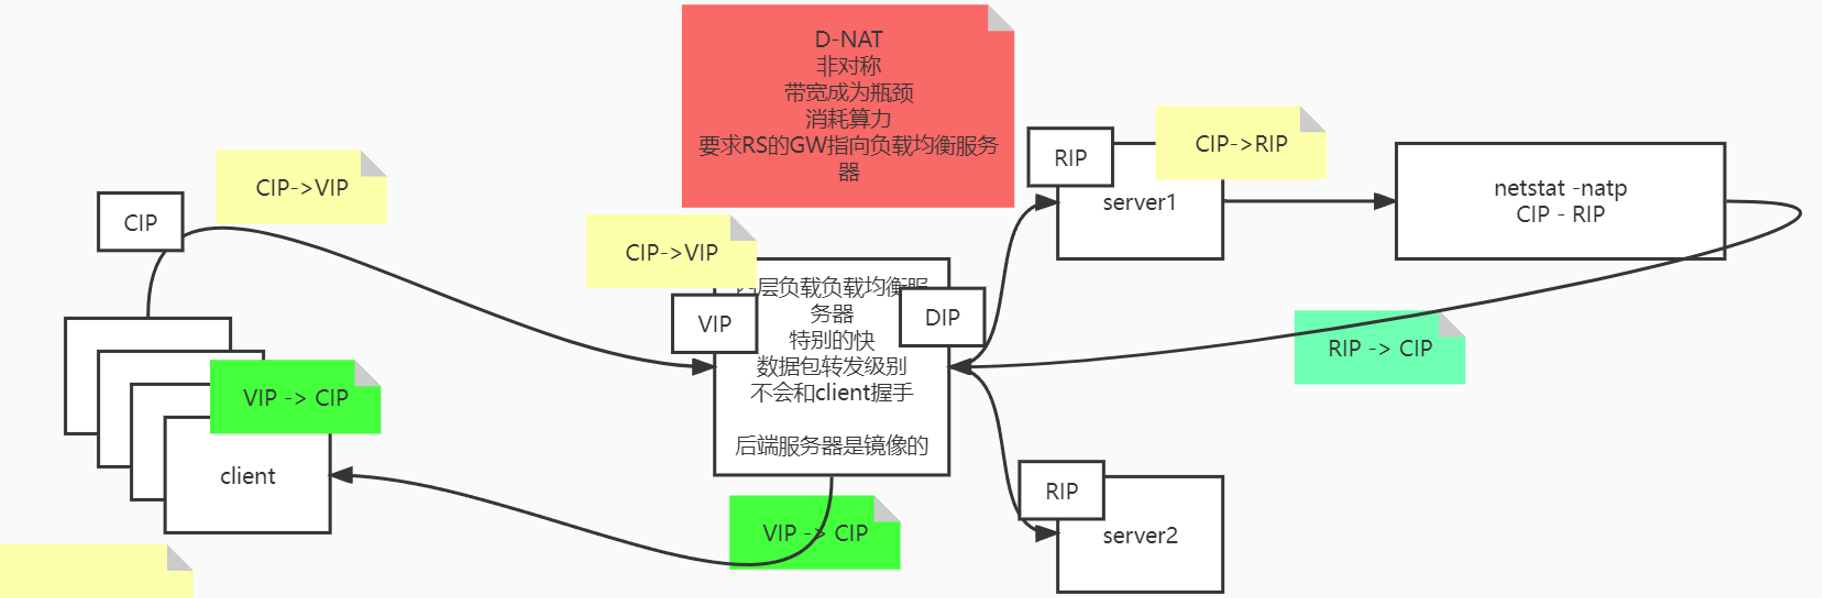 D-NAT
非对称
带宽成为瓶颈
消耗算力
要求RS的GW指向负载均衡服务
器
RIP
CIP->RIP
server1
netstat -natp
CIP - RIP
CIP->VIP
CIP
CIP->VIP
层负载负载均衡服
务器
特别的快
数据包转发级别
不会和client握手
后端服务器是镜像的
VIP
DIP
RIP -> CIP
VIP -> CIP
client
VIP -> CIP
RIP
server2